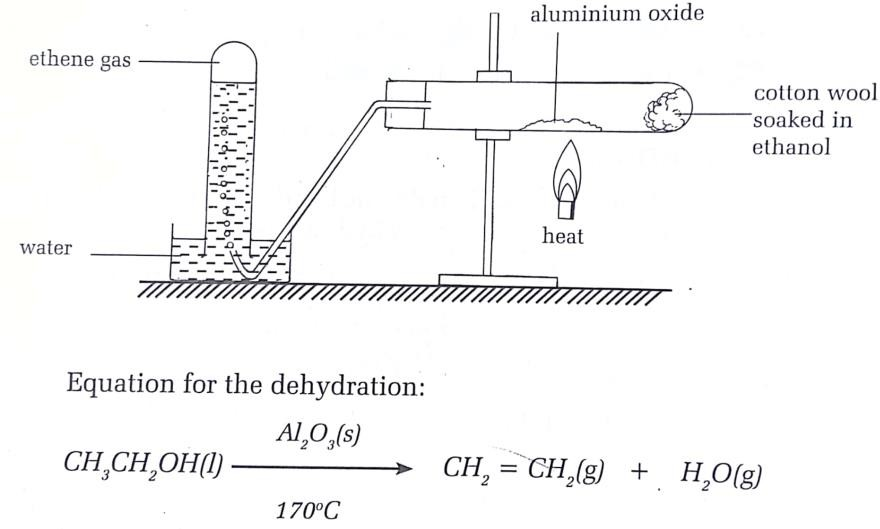 aluminium oxide
ethene gas
cotton wool
soaked in
ethanol
heat
water
Equation for the dehydration:
Al₂O₃(s)
CH₃CH₂OH(l) ⟶ CH₂ = CH₂(g) + H₂O(g)
170⁰C